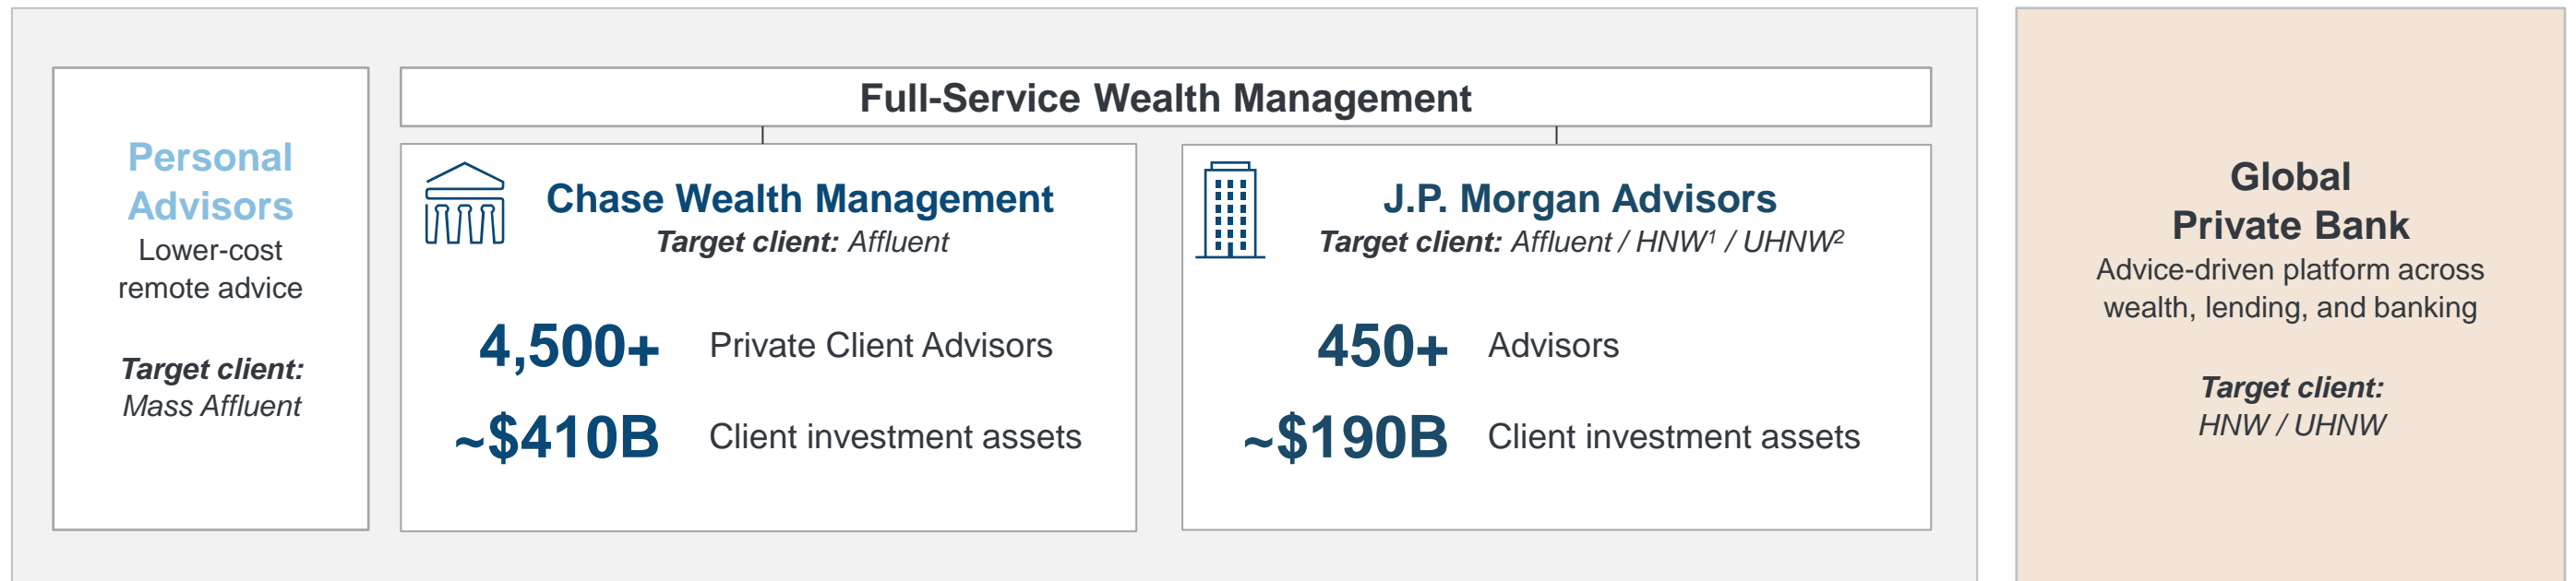 Personal
Advisors
Lower-cost
remote advice
Target client:
Mass Affluent
Full-Service Wealth Management
Chase Wealth Management
Target client: Affluent
4,500+ Private Client Advisors
~$410B Client investment assets
J.P. Morgan Advisors
Target client: Affluent / HNW¹ / UHNW²
450+ Advisors
~$190B Client investment assets
Global
Private Bank
Advice-driven platform across
wealth, lending, and banking
Target client:
HNW / UHNW